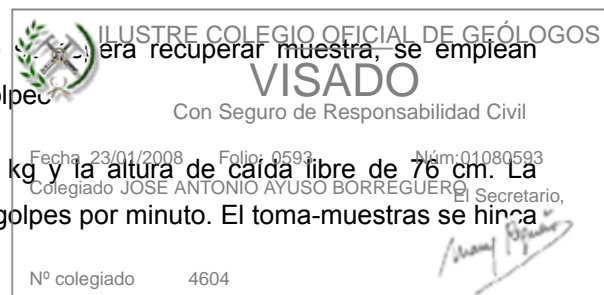 ILUSTRE COLEGIO OFICIAL DE GEÓLOGOS
era recuperar muestra, se emplean
VISADO
Con Seguro de Responsabilidad Civil
Fecha 23/01/2008 Folio: 0593 Núm:01080593
kg y la altura de caída libre de 76 cm. La
Colegiado JOSE ANTONIO AYUSO BORREGUERO
El Secretario,
golpes por minuto. El toma-muestras se hinca
Nº colegiado 4604